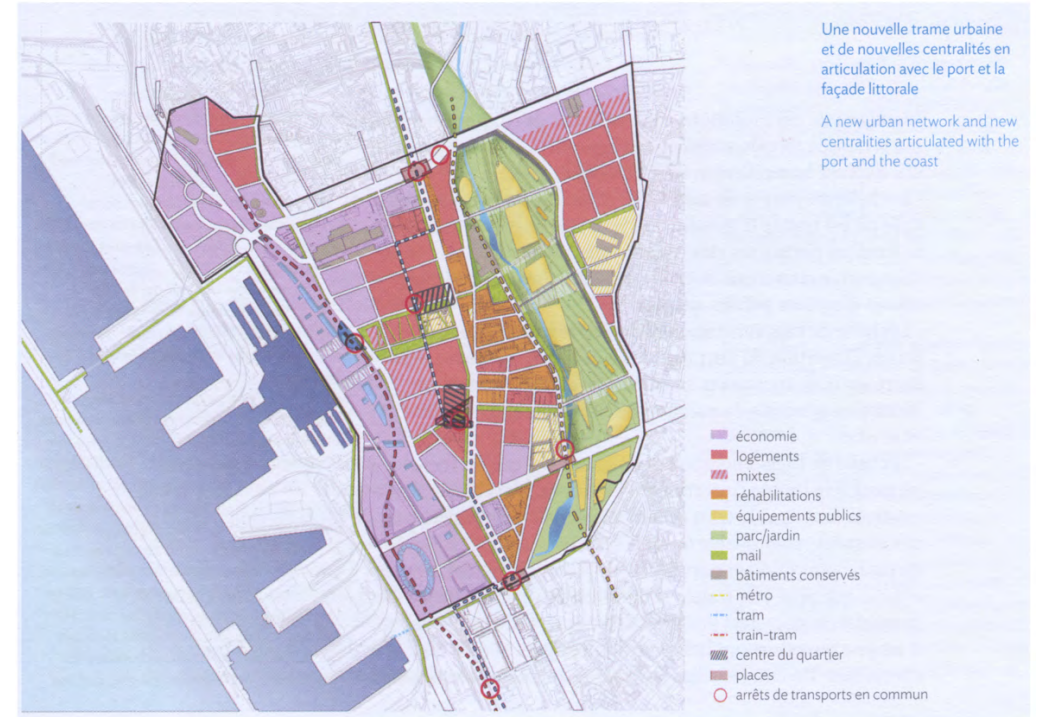 Une nouvelle trame urbaine
et de nouvelles centralités en
articulation avec le port et la
façade littorale
A new urban network and new
centralities articulated with the
port and the coast
économie
logements
mixtes
réhabilitations
équipements publics
parc/jardin
mail
bâtiments conservés
métro
tram
train-tram
centre du quartier
places
arrêts de transports en commun